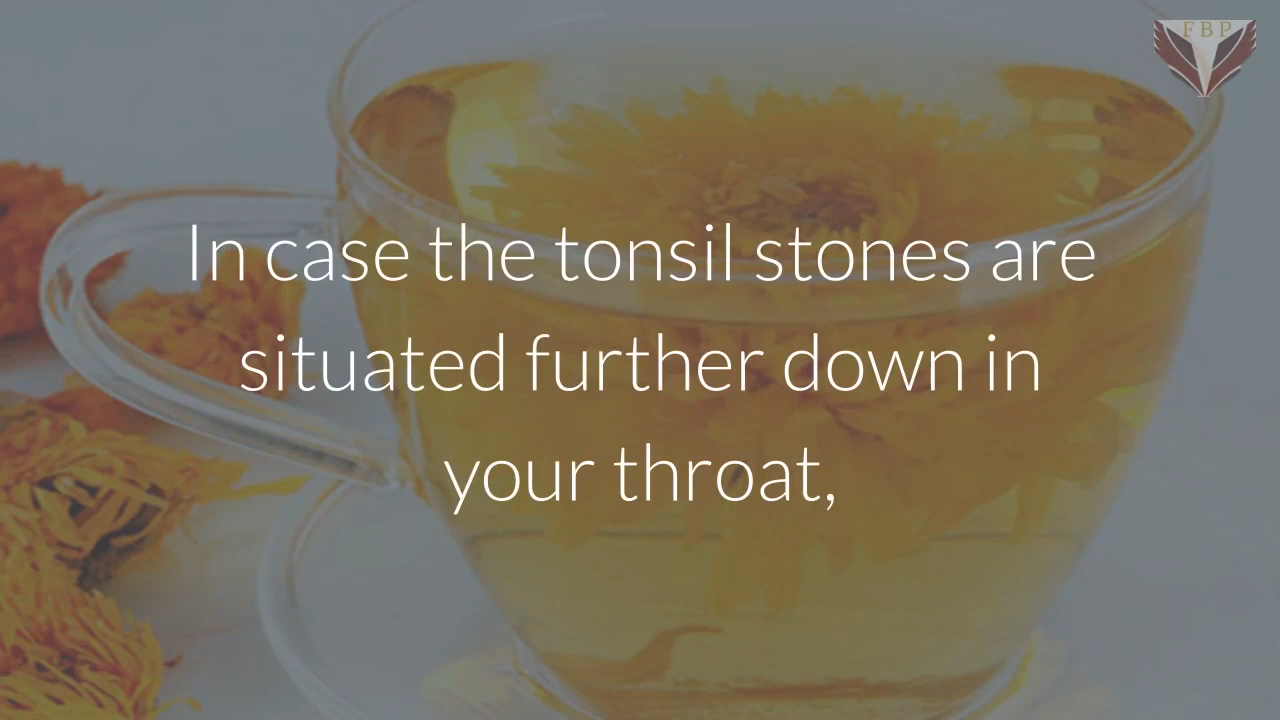 FBP
In case the tonsil stones are
situated further down in
your throat,